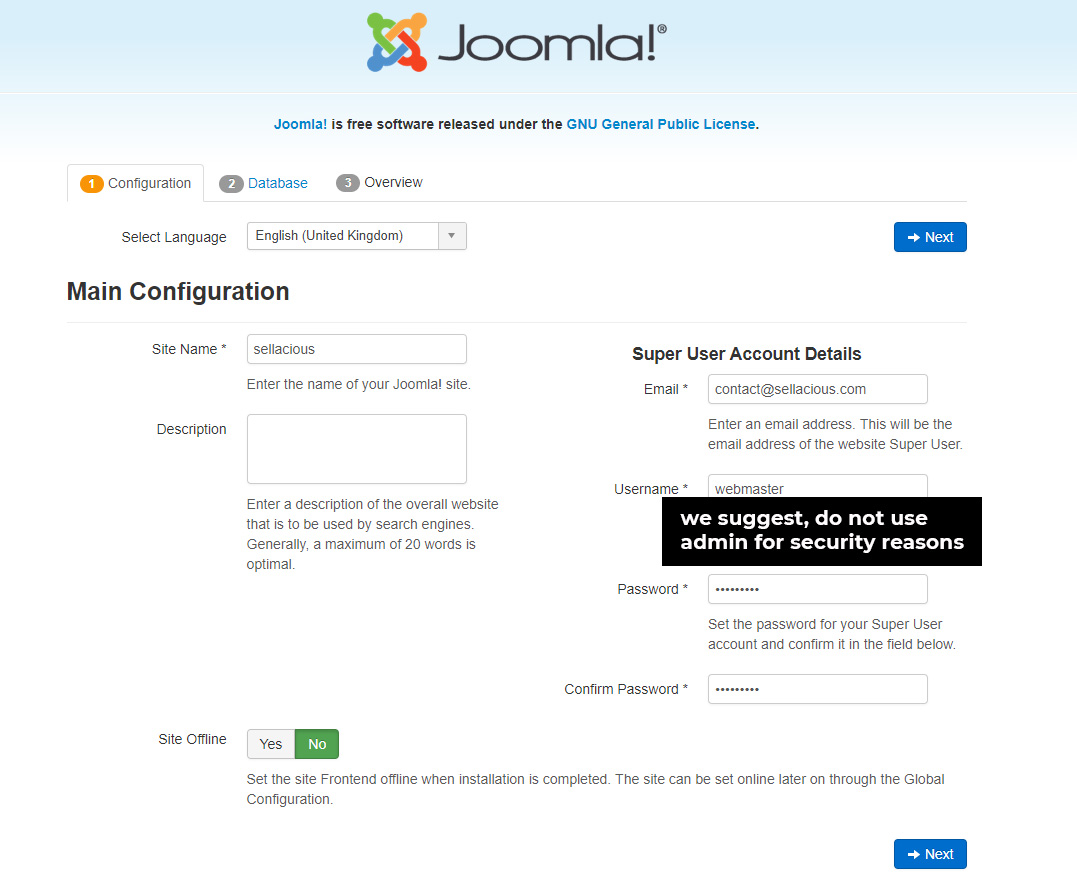 Joomla!®
Joomla! is free software released under the GNU General Public License.
1 Configuration 2 Database 3 Overview
Select Language English (United Kingdom) Next
Main Configuration
Site Name * sellacious
Enter the name of your Joomla! site.
Description
Enter a description of the overall website
that is to be used by search engines.
Generally, a maximum of 20 words is
optimal.
Super User Account Details
Email * contact@sellacious.com
Enter an email address. This will be the
email address of the website Super User.
Username * webmaster
we suggest, do not use
admin for security reasons
Password * •••••••••
Set the password for your Super User
account and confirm it in the field below.
Confirm Password * •••••••••
Site Offline Yes No
Set the site Frontend offline when installation is completed. The site can be set online later on through the Global
Configuration.
Next